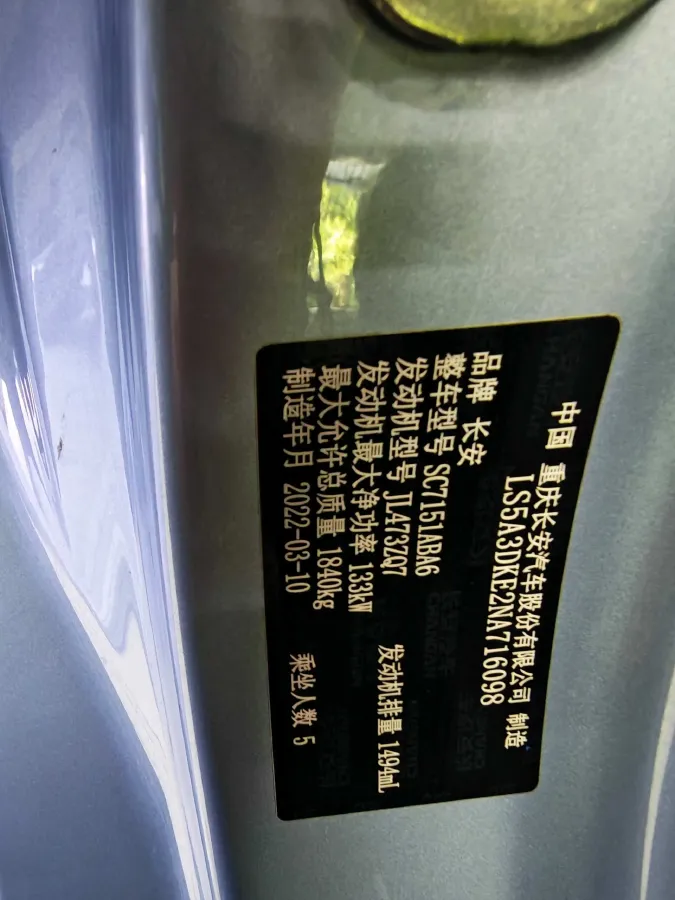 中国 重庆长安汽车股份有限公司 制造
LS5A3DKE2NA716098
品牌 长安
整车型号 SC7151ABA6
发动机型号 JL473ZQ7
发动机最大净功率 133kW 发动机排量 1494mL
最大允许总质量 1840kg
制造年月 2022-03-10 乘坐人数 5